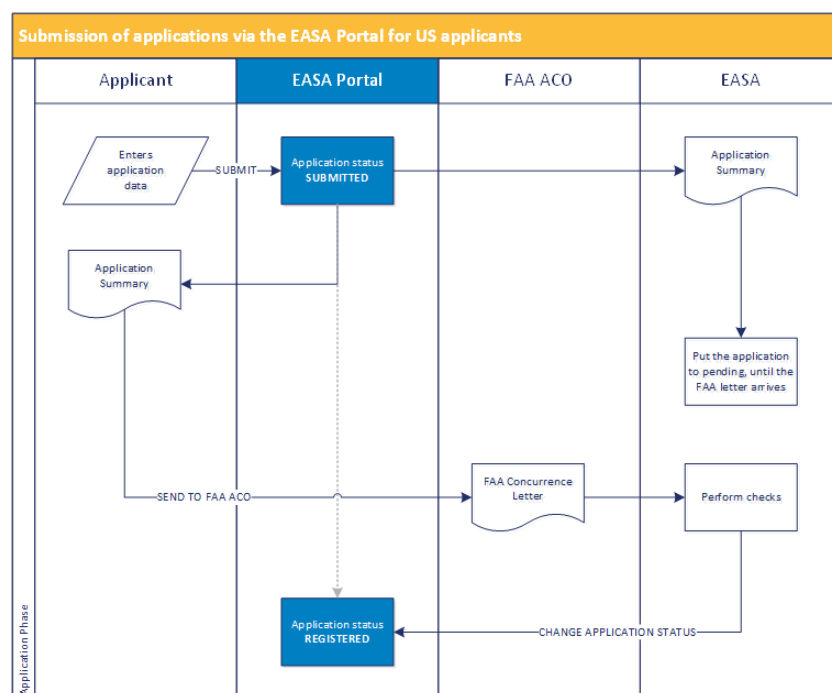 Submission of applications via the EASA Portal for US applicants
Applicant
EASA Portal
FAA ACO
EASA
Enters
application
data
SUBMIT
Application status
SUBMITTED
Application
Summary
Application
Summary
Put the application
to pending, until the
FAA letter arrives
SEND TO FAA ACO
FAA Concurrence
Letter
Perform checks
Application status
REGISTERED
CHANGE APPLICATION STATUS
Application Phase